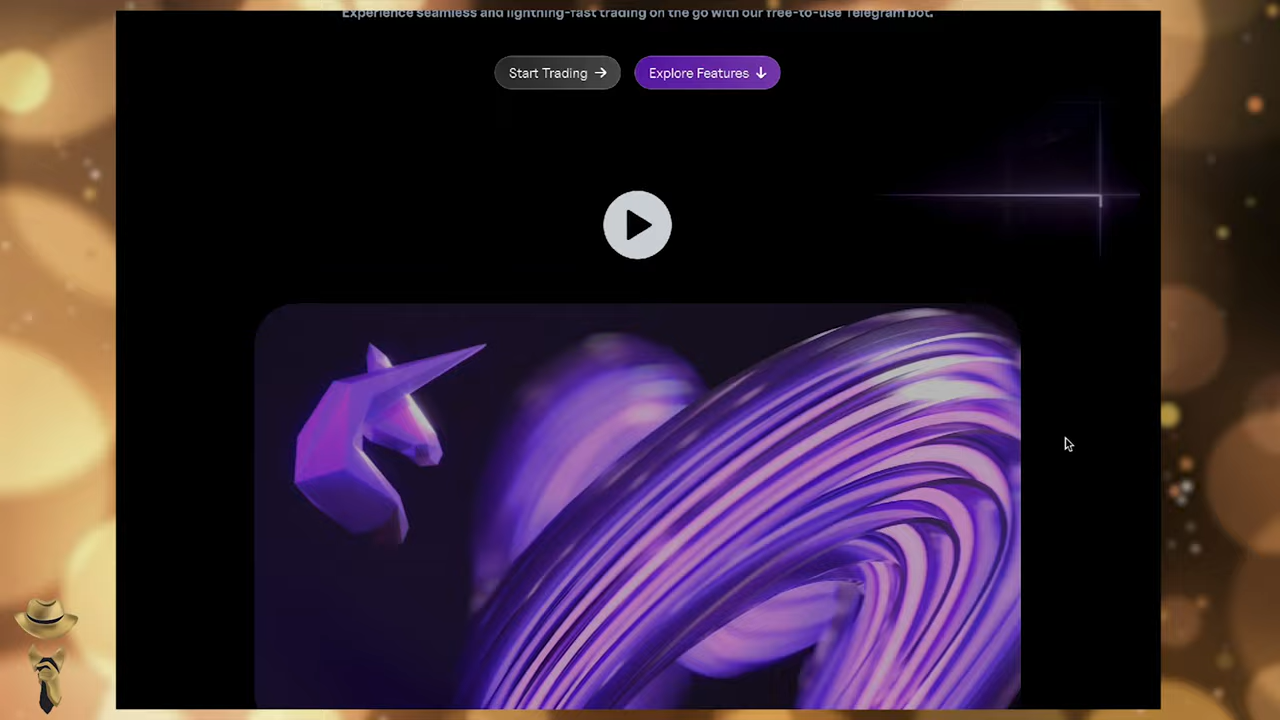 Experience seamless and lightning-fast trading on the go with our free-to-use Telegram bot.
Start Trading → Explore Features ↓